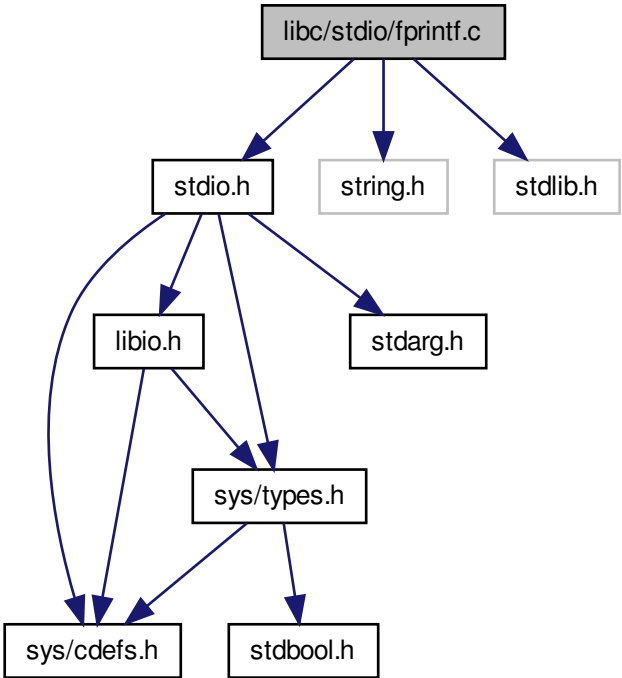 libc/stdio/fprintf.c
stdio.h
string.h
stdlib.h
libio.h
stdarg.h
sys/types.h
sys/cdefs.h
stdbool.h